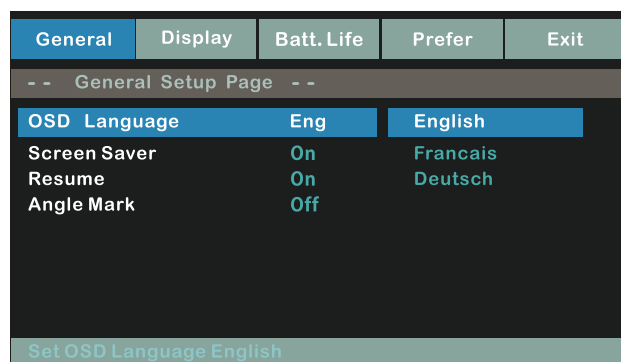 General Display Batt. Life Prefer Exit
-- General Setup Page --
OSD Language Eng English
Screen Saver On Francais
Resume On Deutsch
Angle Mark Off
Set OSD Language English